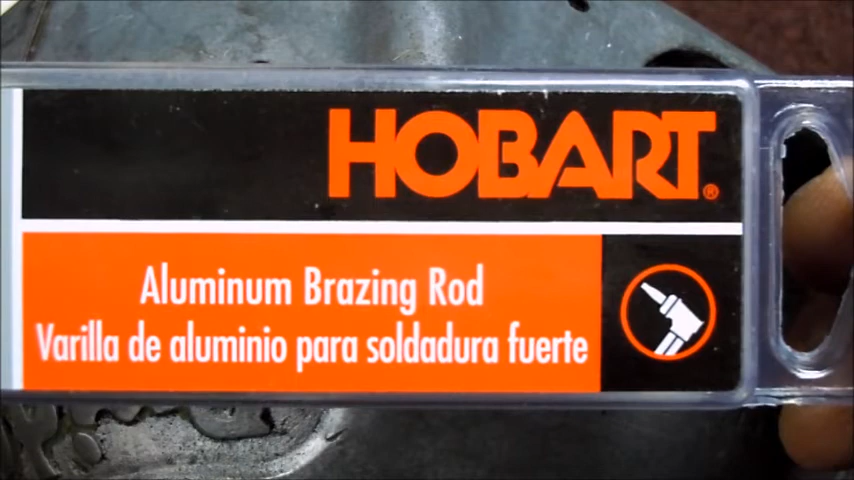 HOBART®
Aluminum Brazing Rod
Varilla de aluminio para soldadura fuerte